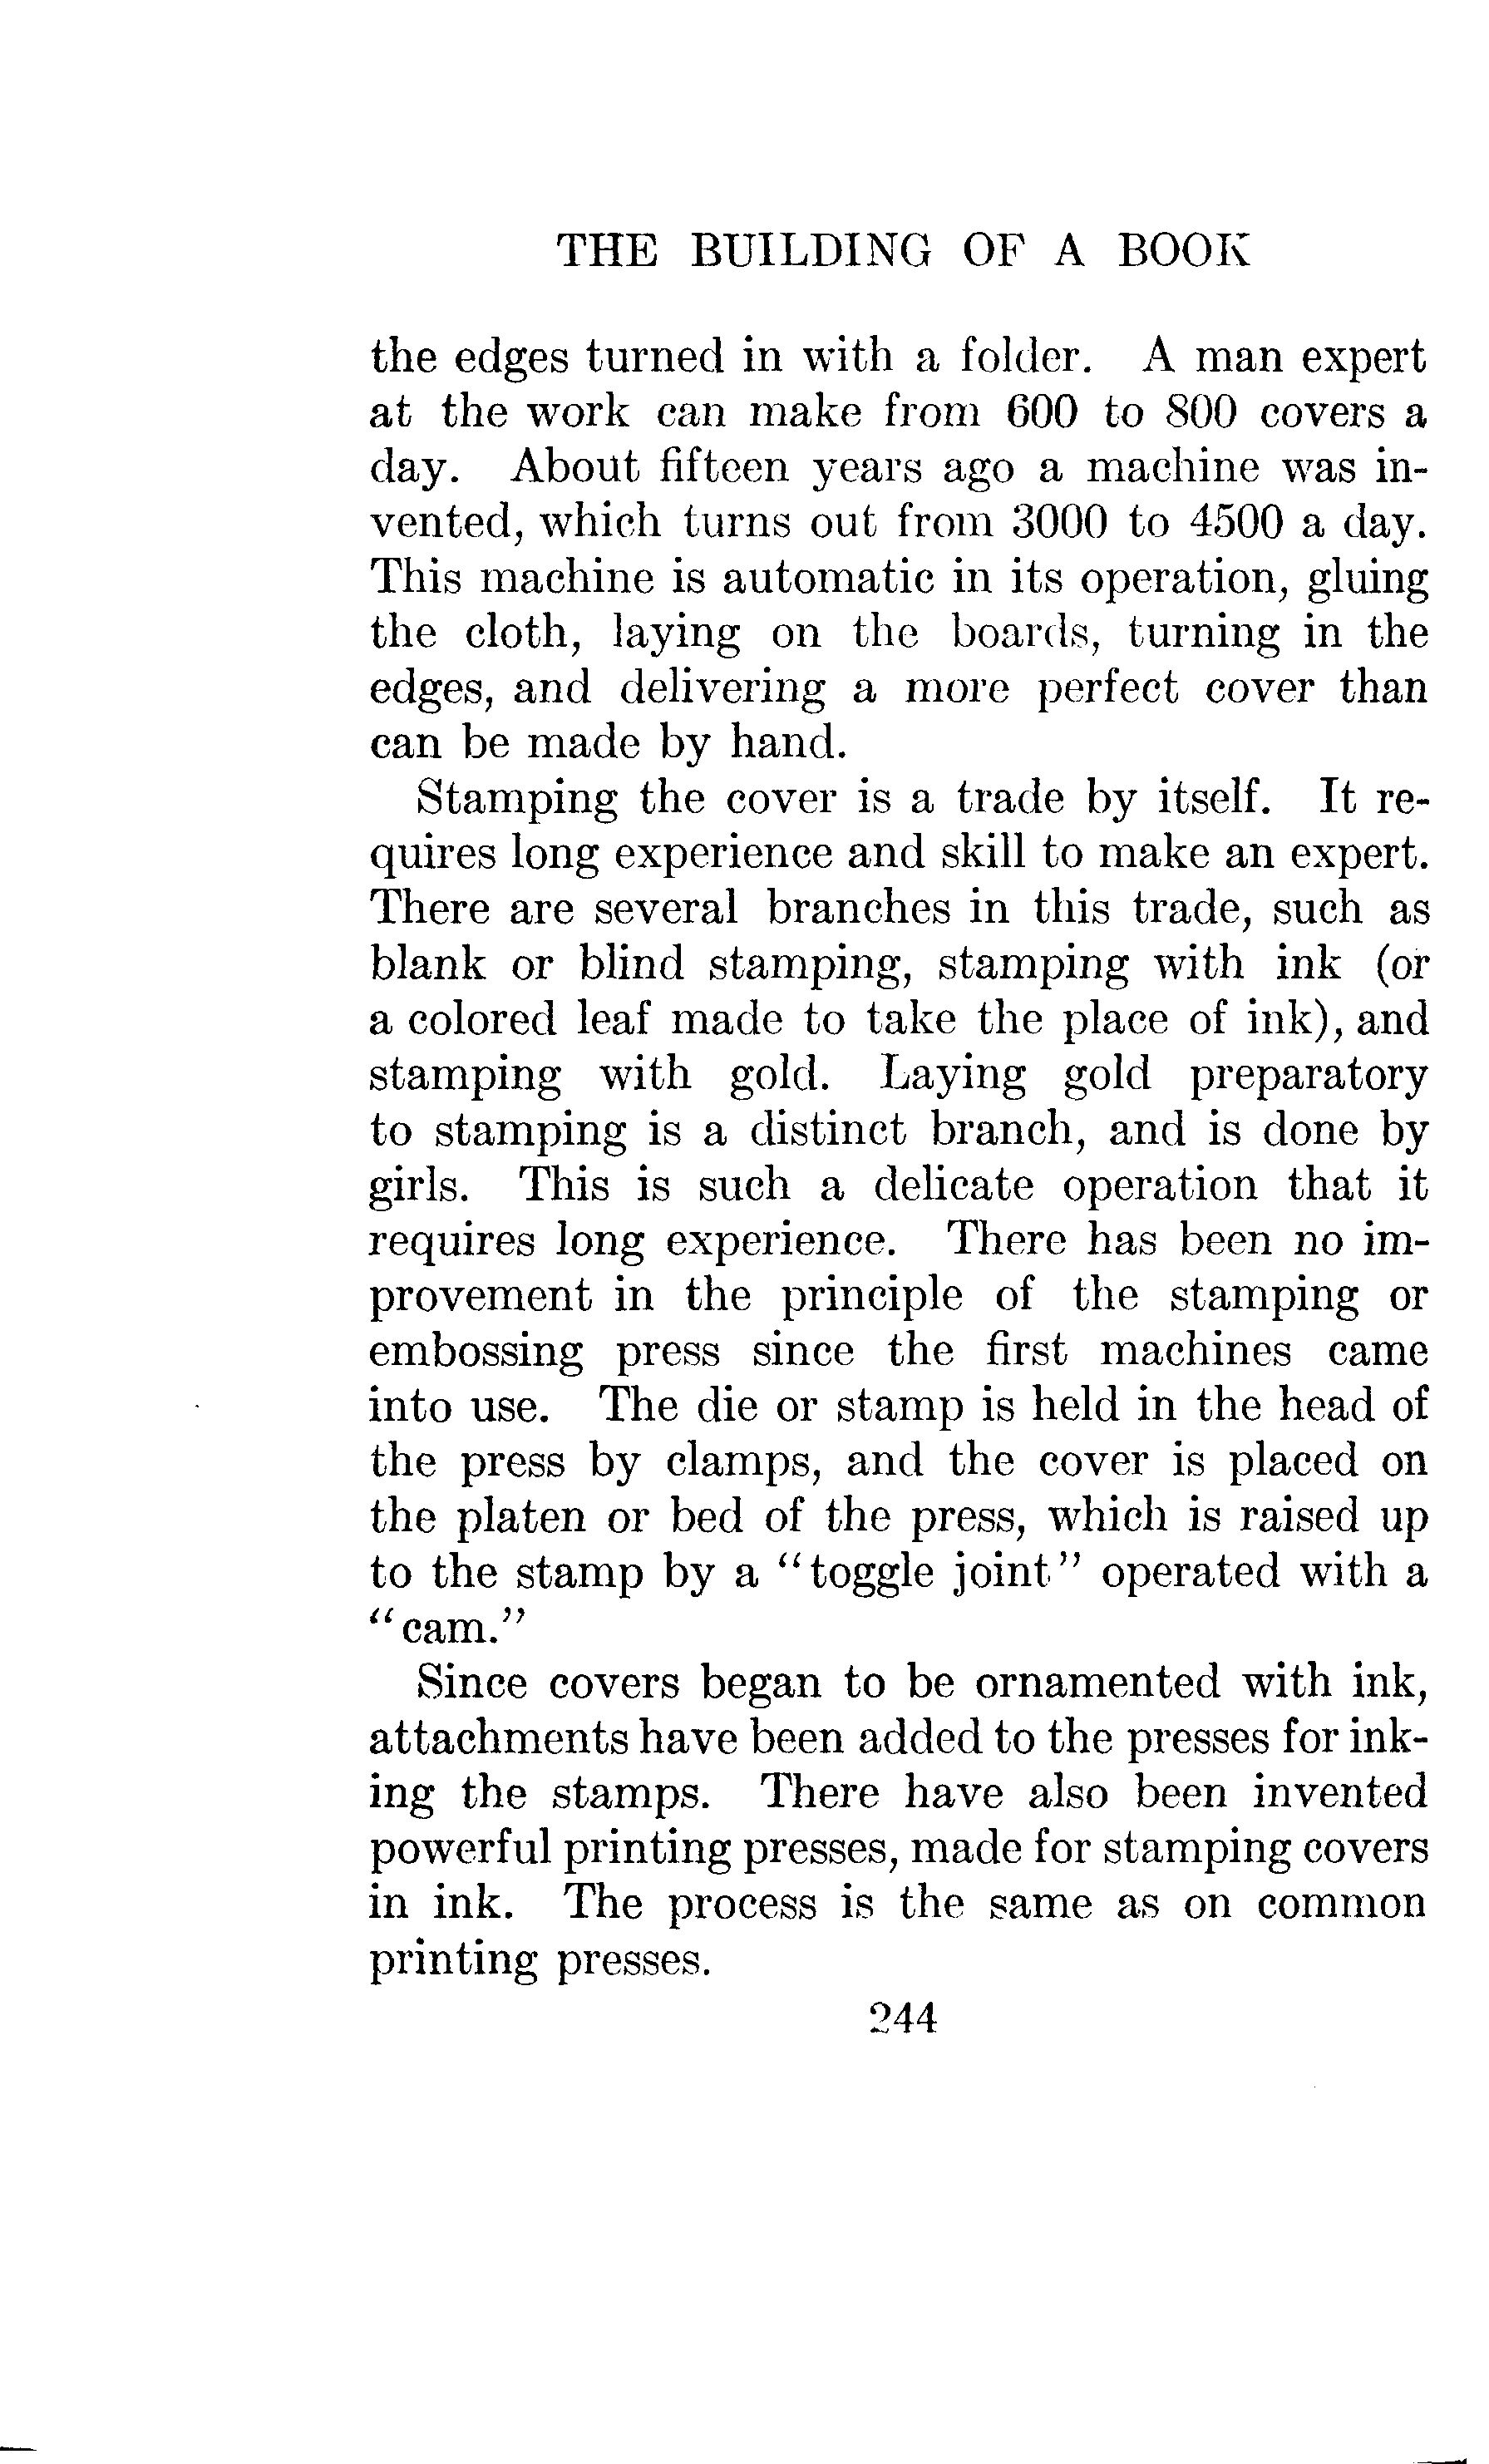 THE BUILDING OF A BOOK
the edges turned in with a folder. A man expert
at the work can make from 600 to 800 covers a
day. About fifteen years ago a machine was in-
vented, which turns out from 3000 to 4500 a day.
This machine is automatic in its operation, gluing
the cloth, laying on the boards, turning in the
edges, and delivering a more perfect cover than
can be made by hand.
Stamping the cover is a trade by itself. It re-
quires long experience and skill to make an expert.
There are several branches in this trade, such as
blank or blind stamping, stamping with ink (or
a colored leaf made to take the place of ink), and
stamping with gold. Laying gold preparatory
to stamping is a distinct branch, and is done by
girls. This is such a delicate operation that it
requires long experience. There has been no im-
provement in the principle of the stamping or
embossing press since the first machines came
into use. The die or stamp is held in the head of
the press by clamps, and the cover is placed on
the platen or bed of the press, which is raised up
to the stamp by a "toggle joint" operated with a
"cam."
Since covers began to be ornamented with ink,
attachments have been added to the presses for ink-
ing the stamps. There have also been invented
powerful printing presses, made for stamping covers
in ink. The process is the same as on common
printing presses.
244